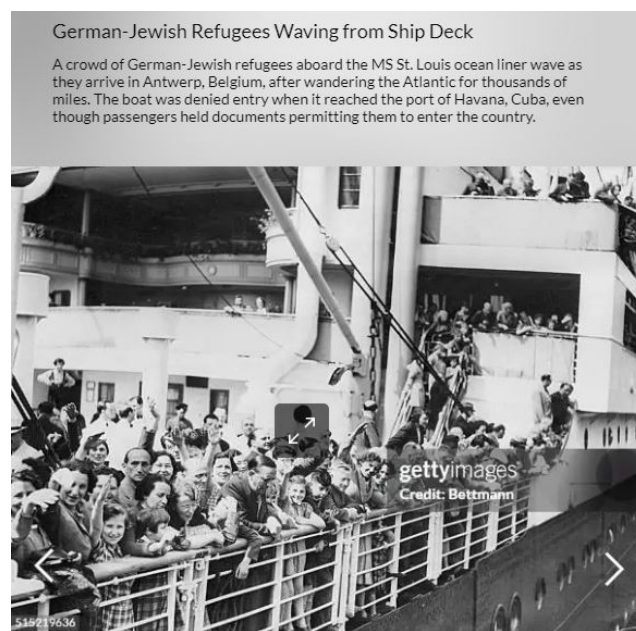 German-Jewish Refugees Waving from Ship Deck
A crowd of German-Jewish refugees aboard the MS St. Louis ocean liner wave as
they arrive in Antwerp, Belgium, after wandering the Atlantic for thousands of
miles. The boat was denied entry when it reached the port of Havana, Cuba, even
though passengers held documents permitting them to enter the country.
gettyimages
Credit: Bettmann
515219636